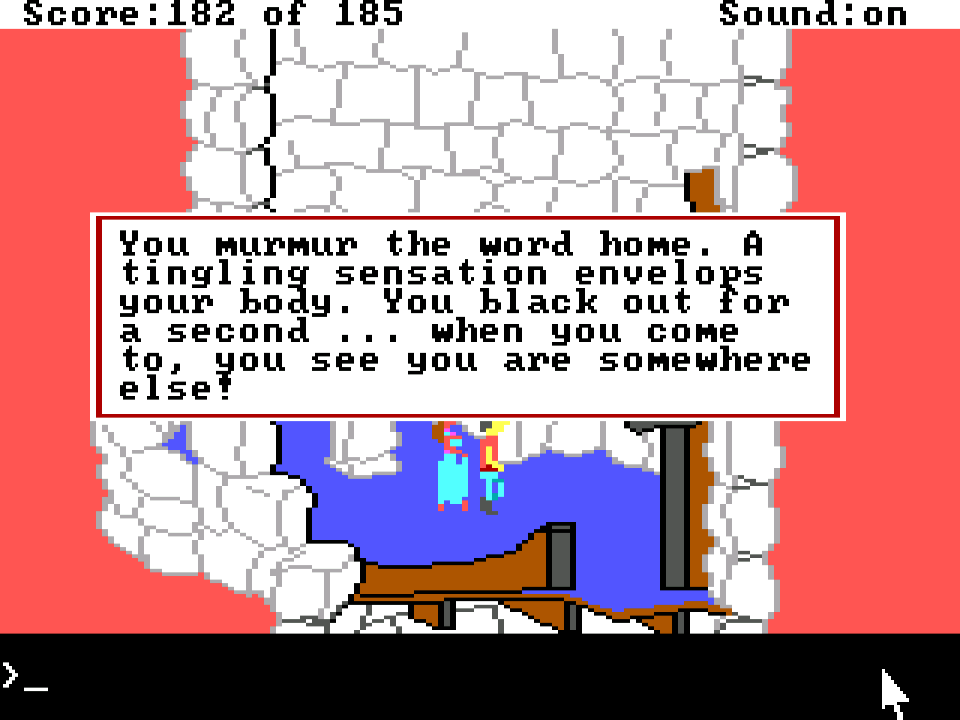 Score:182 of 185 Sound:on
You murmur the word home. A
tingling sensation envelops
your body. You black out for
a second ... when you come
to, you see you are somewhere
else!
>_